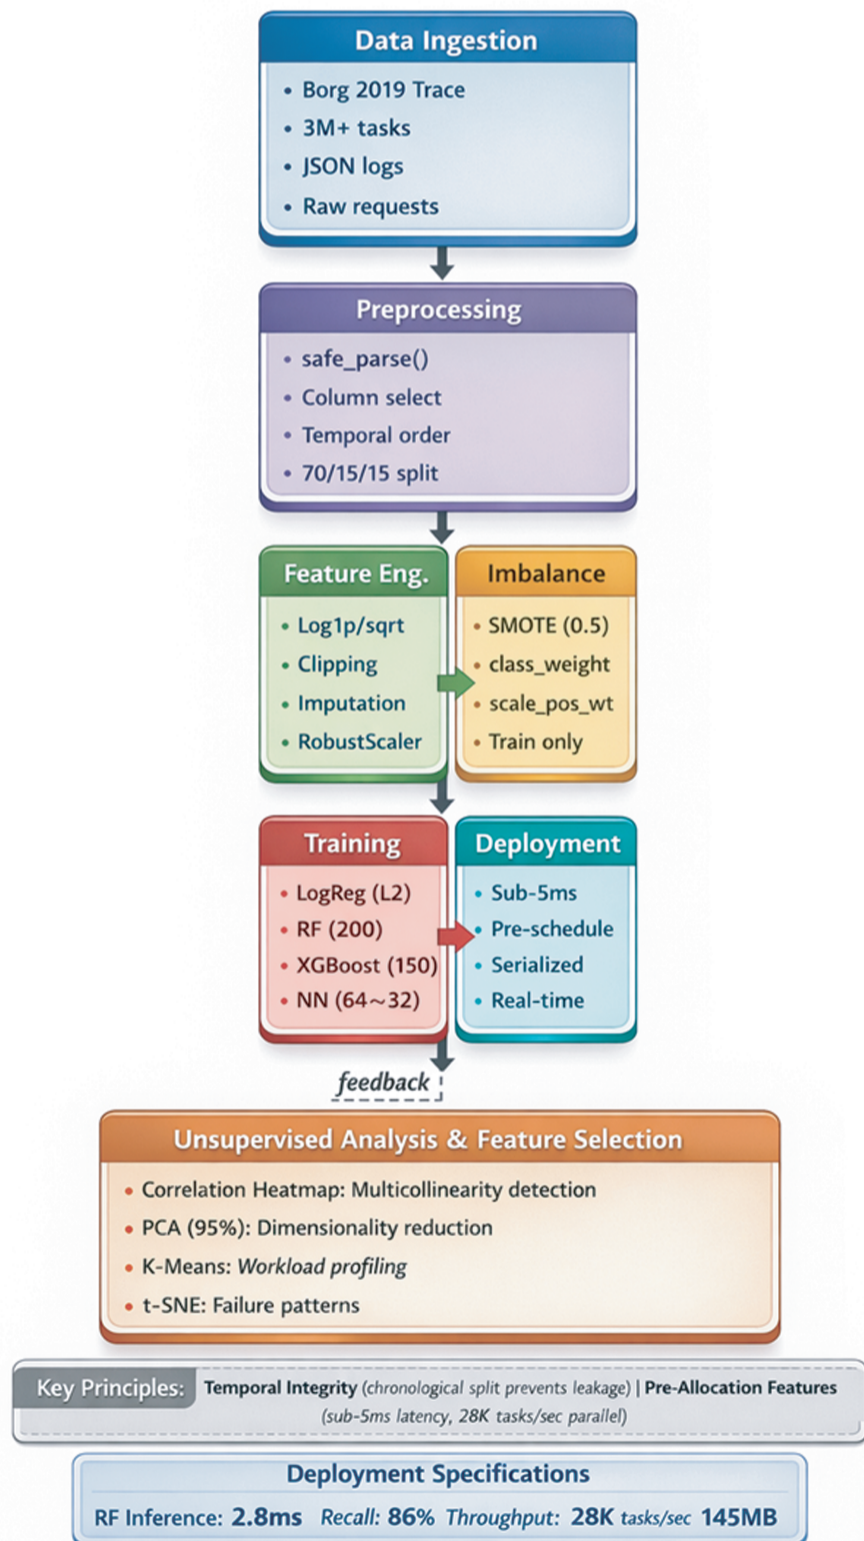 Data Ingestion
• Borg 2019 Trace
• 3M+ tasks
• JSON logs
• Raw requests
Preprocessing
• safe_parse()
• Column select
• Temporal order
• 70/15/15 split
Feature Eng.
• Log1p/sqrt
• Clipping
• Imputation
• RobustScaler
Imbalance
• SMOTE (0.5)
• class_weight
• scale_pos_wt
• Train only
Training
• LogReg (L2)
• RF (200)
• XGBoost (150)
• NN (64~32)
Deployment
• Sub-5ms
• Pre-schedule
• Serialized
• Real-time
feedback
Unsupervised Analysis & Feature Selection
• Correlation Heatmap: Multicollinearity detection
• PCA (95%): Dimensionality reduction
• K-Means: Workload profiling
• t-SNE: Failure patterns
Key Principles: Temporal Integrity (chronological split prevents leakage) | Pre-Allocation Features
(sub-5ms latency, 28K tasks/sec parallel)
Deployment Specifications
RF Inference: 2.8ms Recall: 86% Throughput: 28K tasks/sec 145MB